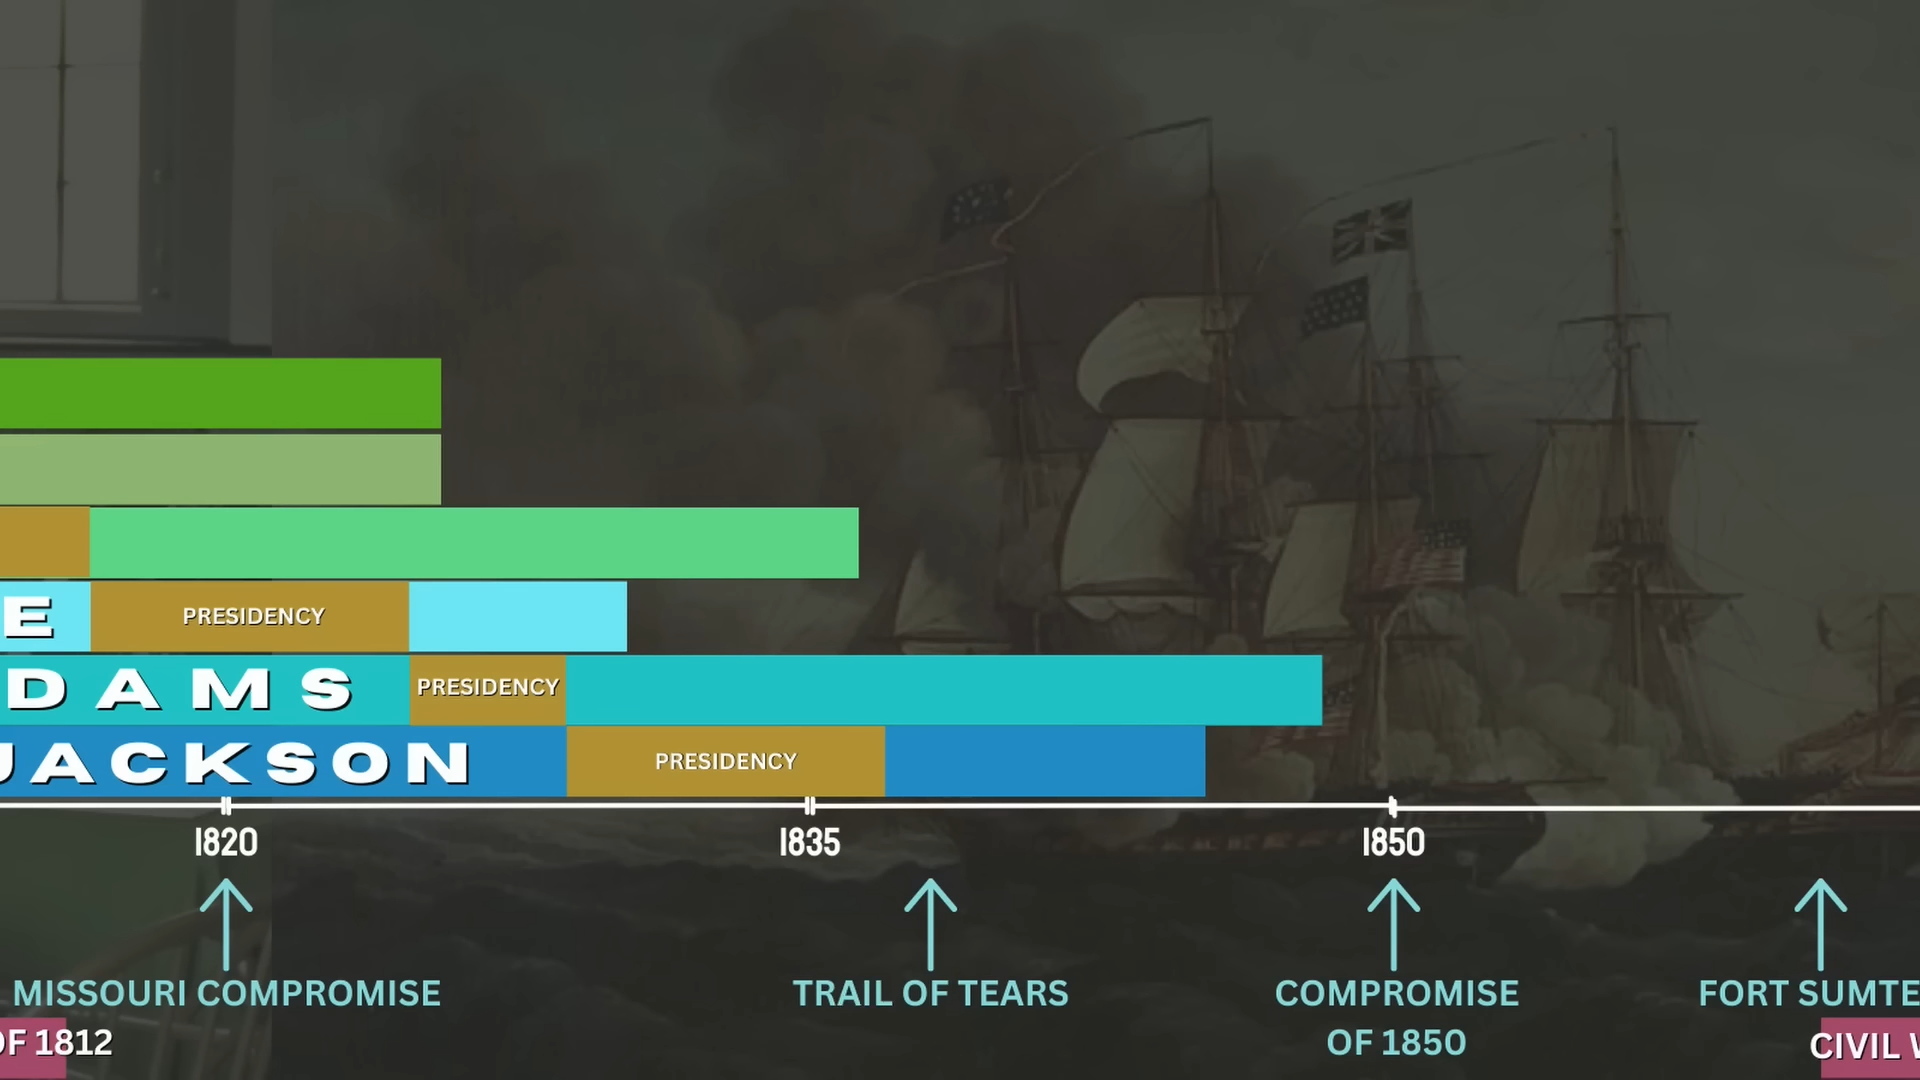 E
PRESIDENCY
DAMS
PRESIDENCY
JACKSON
PRESIDENCY
1820
1835
1850
MISSOURI COMPROMISE
TRAIL OF TEARS
COMPROMISE
OF 1850
FORT SUMTE
OF 1812
CIVIL W